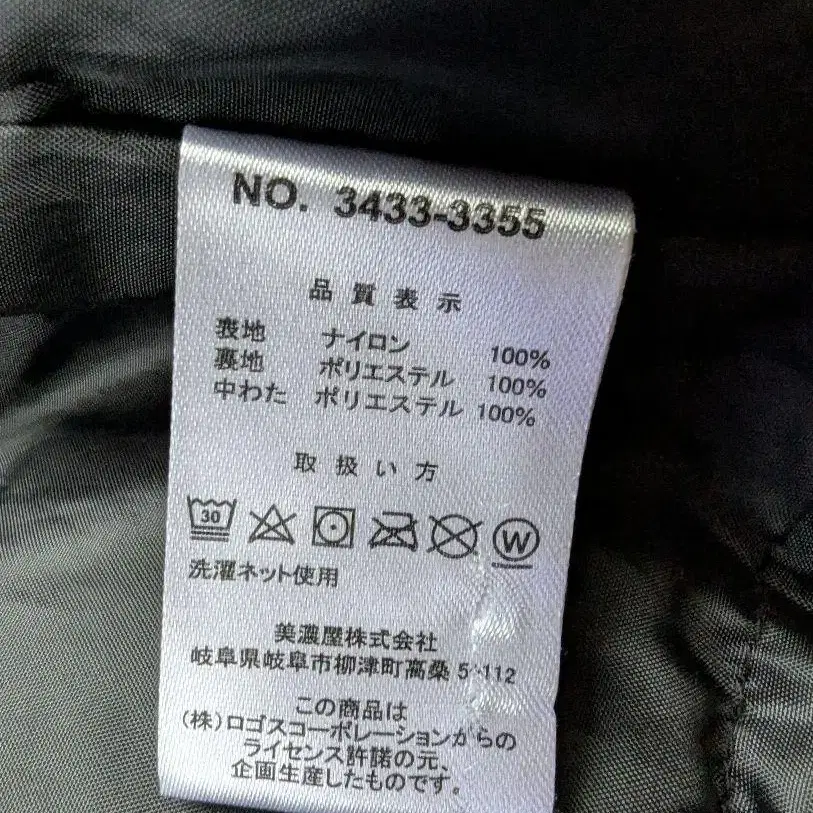 NO. 3433-3355
品質表示
表地 ナイロン 100%
裏地 ポリエステル 100%
中わた ポリエステル 100%
取扱い方
30
W
洗濯ネット使用
美濃屋株式会社
岐阜県岐阜市柳津町高桑 5-112
この商品は
(株)ロゴスコーポレーションからの
ライセンス許諾の元、
企画生産したものです。